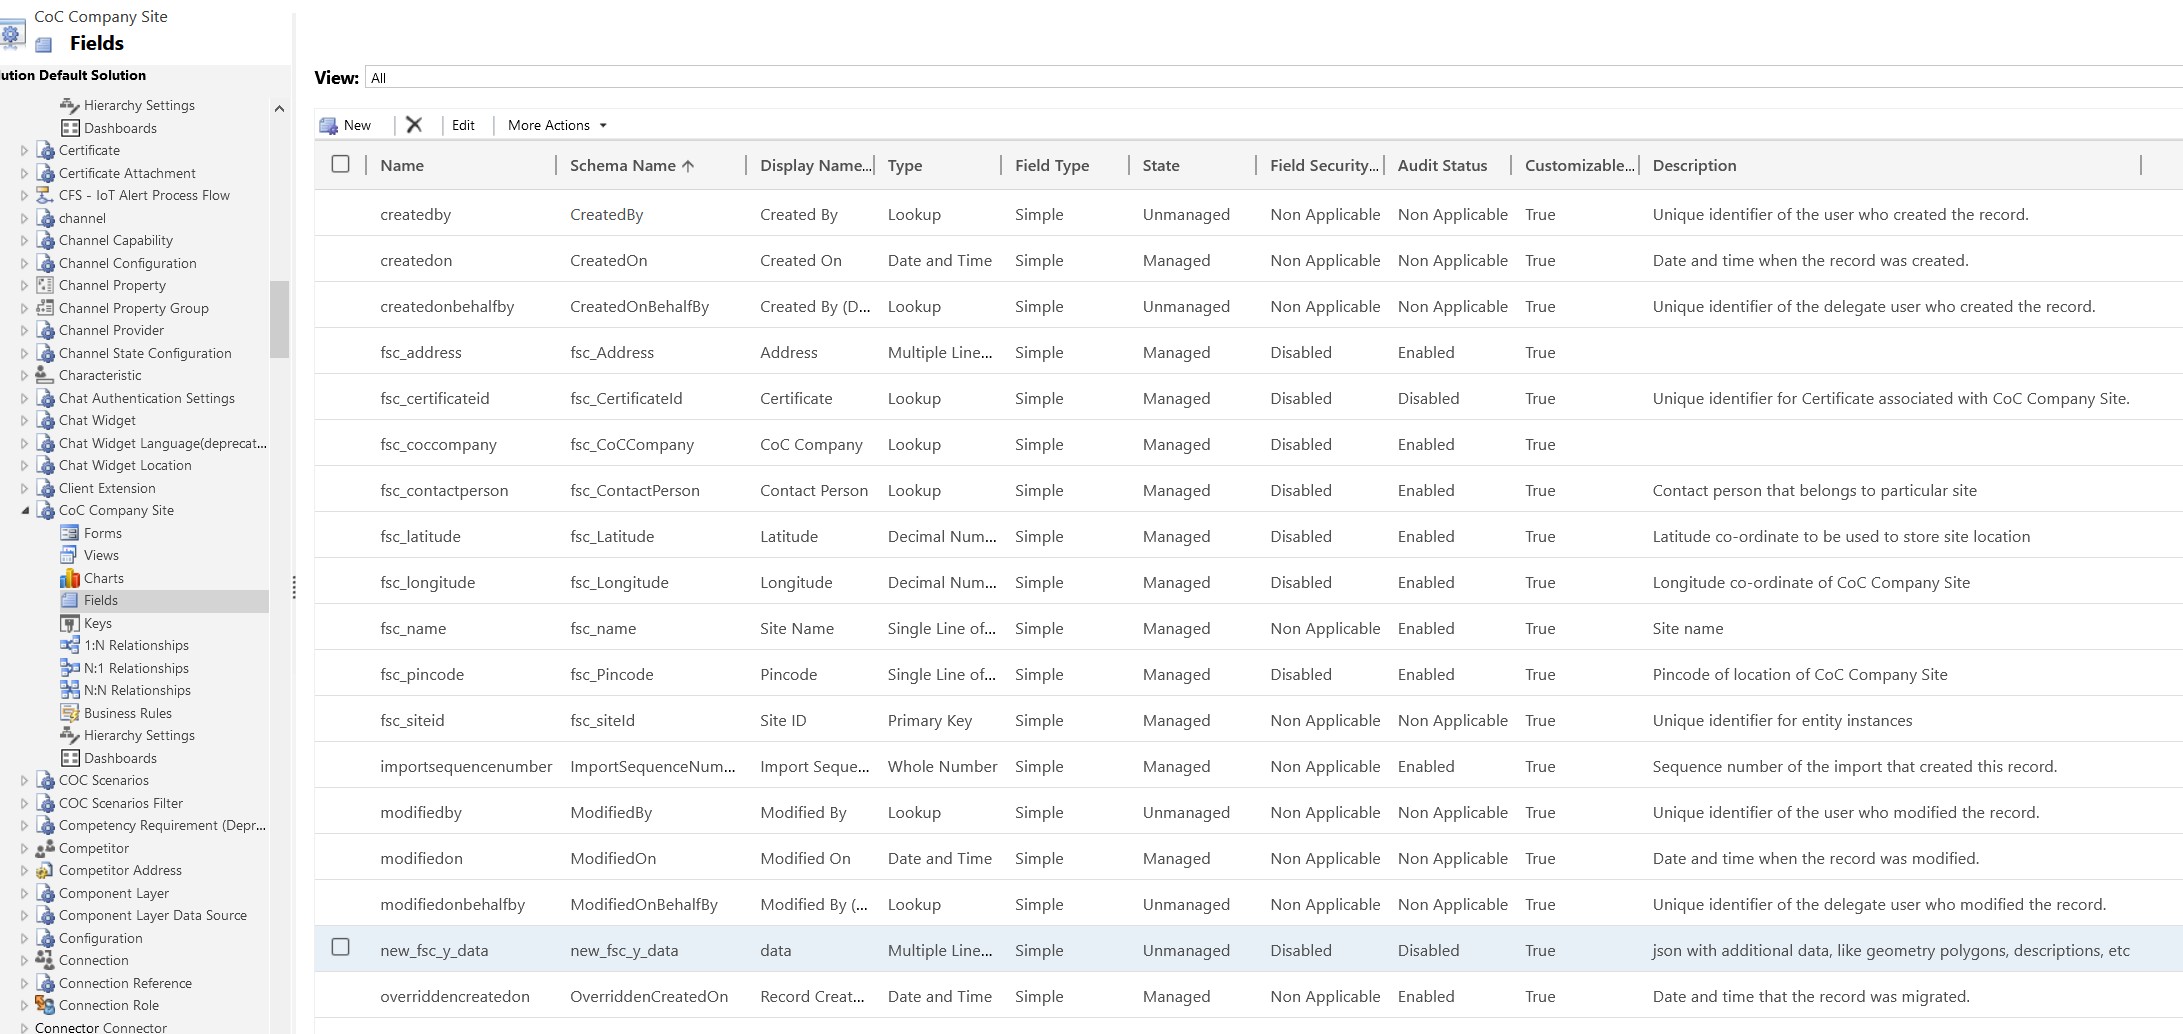 CoC Company Site
Fields
lution Default Solution
Hierarchy Settings
Dashboards
Certificate
Certificate Attachment
CFS - IoT Alert Process Flow
channel
Channel Capability
Channel Configuration
Channel Property
Channel Property Group
Channel Provider
Channel State Configuration
Characteristic
Chat Authentication Settings
Chat Widget
Chat Widget Language(deprecat...
Chat Widget Location
Client Extension
CoC Company Site
Forms
Views
Charts
Fields
Keys
1:N Relationships
N:1 Relationships
N:N Relationships
Business Rules
Hierarchy Settings
Dashboards
COC Scenarios
COC Scenarios Filter
Competency Requirement (Depr...
Competitor
Competitor Address
Component Layer
Component Layer Data Source
Configuration
Connection
Connection Reference
Connection Role
Connector Connector
View: All
New Edit More Actions
Name Schema Name Display Name... Type Field Type State Field Security... Audit Status Customizable... Description
createdby CreatedBy Created By Lookup Simple Unmanaged Non Applicable Non Applicable True Unique identifier of the user who created the record.
createdon CreatedOn Created On Date and Time Simple Managed Non Applicable Non Applicable True Date and time when the record was created.
createdonbehalfby CreatedOnBehalfBy Created By (D... Lookup Simple Unmanaged Non Applicable Non Applicable True Unique identifier of the delegate user who created the record.
fsc_address fsc_Address Address Multiple Line... Simple Managed Disabled Enabled True
fsc_certificateid fsc_CertificateId Certificate Lookup Simple Managed Disabled Disabled True Unique identifier for Certificate associated with CoC Company Site.
fsc_coccompany fsc_CoCCompany CoC Company Lookup Simple Managed Disabled Enabled True
fsc_contactperson fsc_ContactPerson Contact Person Lookup Simple Managed Disabled Enabled True Contact person that belongs to particular site
fsc_latitude fsc_Latitude Latitude Decimal Num... Simple Managed Disabled Enabled True Latitude co-ordinate to be used to store site location
fsc_longitude fsc_Longitude Longitude Decimal Num... Simple Managed Disabled Enabled True Longitude co-ordinate of CoC Company Site
fsc_name fsc_name Site Name Single Line of... Simple Managed Non Applicable Enabled True Site name
fsc_pincode fsc_Pincode Pincode Single Line of... Simple Managed Disabled Enabled True Pincode of location of CoC Company Site
fsc_siteid fsc_siteId Site ID Primary Key Simple Managed Non Applicable Non Applicable True Unique identifier for entity instances
importsequencenumber ImportSequenceNum... Import Seque... Whole Number Simple Managed Non Applicable Enabled True Sequence number of the import that created this record.
modifiedby ModifiedBy Modified By Lookup Simple Unmanaged Non Applicable Non Applicable True Unique identifier of the user who modified the record.
modifiedon ModifiedOn Modified On Date and Time Simple Managed Non Applicable Non Applicable True Date and time when the record was modified.
modifiedonbehalfby ModifiedOnBehalfBy Modified By (... Lookup Simple Unmanaged Non Applicable Non Applicable True Unique identifier of the delegate user who modified the record.
new_fsc_y_data new_fsc_y_data data Multiple Line... Simple Unmanaged Disabled Disabled True json with additional data, like geometry polygons, descriptions, etc
overriddencreatedon OverriddenCreatedOn Record Creat... Date and Time Simple Managed Non Applicable Enabled True Date and time that the record was migrated.